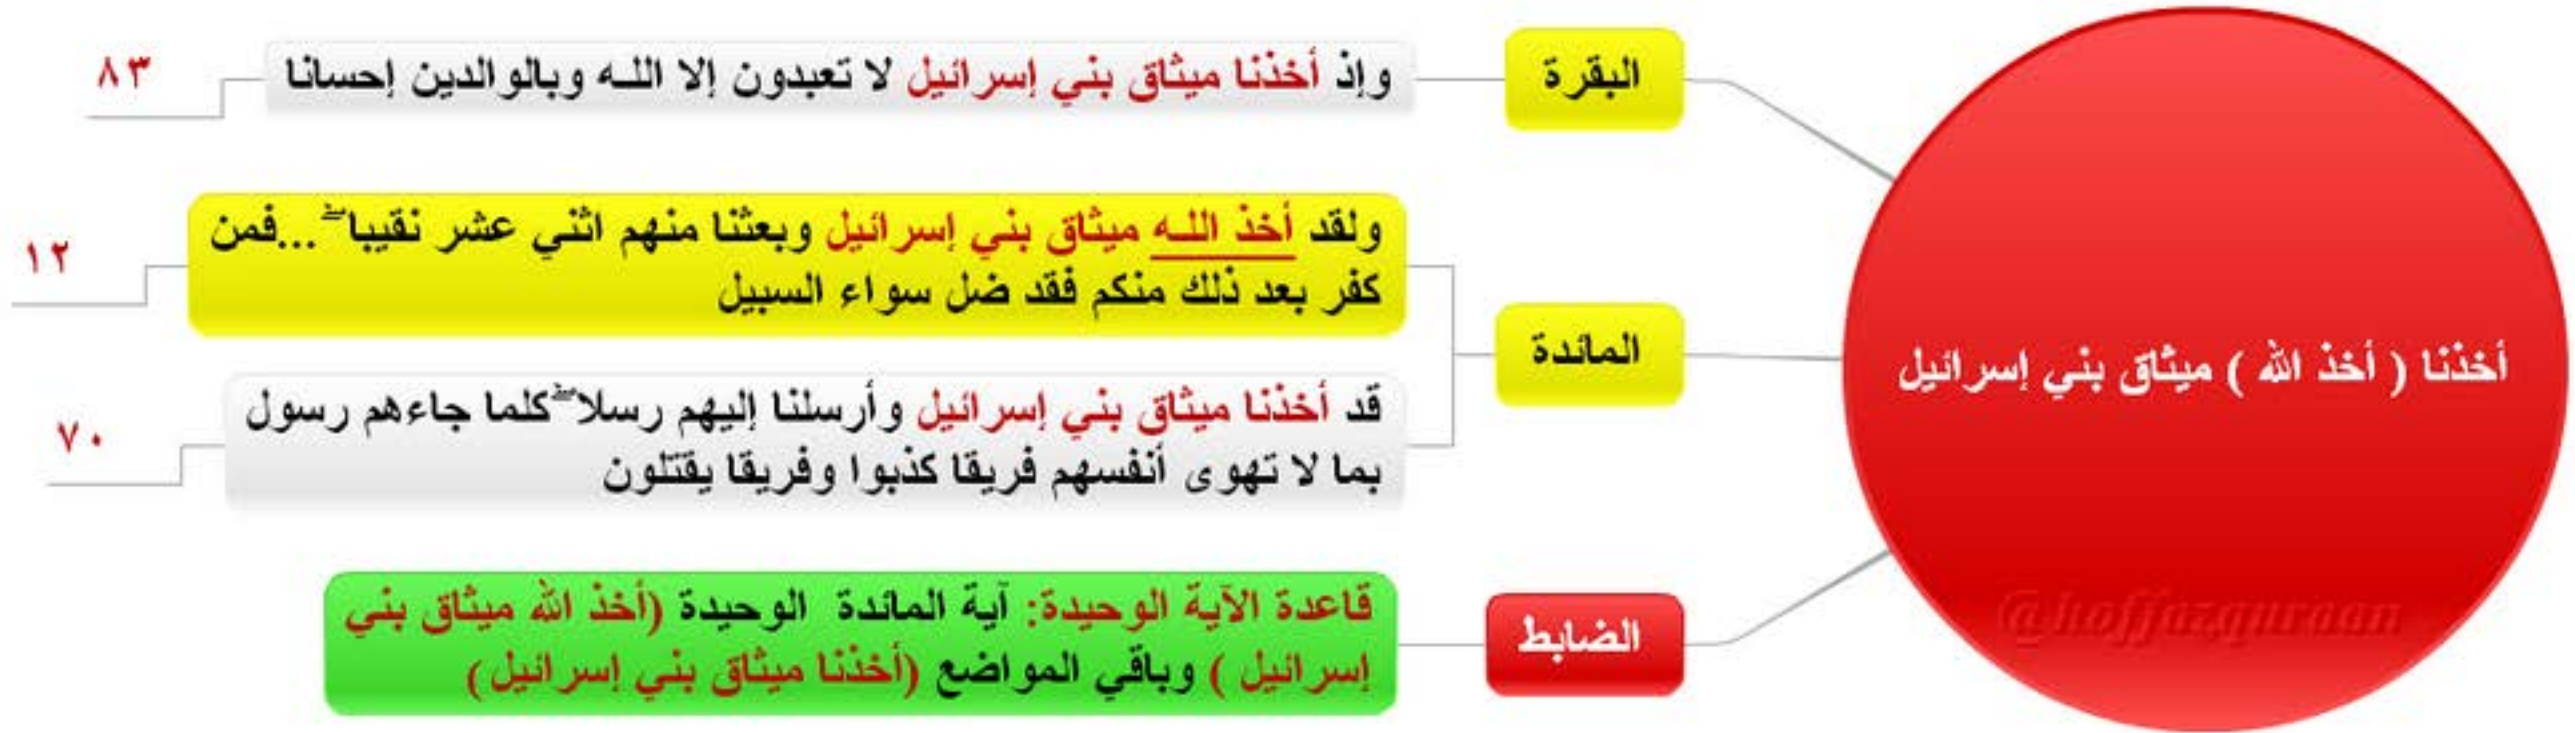 أخذنا ( أخذ الله ) ميثاق بني إسرائيل
@hoffazquraan
البقرة
وإذ أخذنا ميثاق بني إسرائيل لا تعبدون إلا اللـه وبالوالدين إحسانا
٨٣
المائدة
ولقد أخذ اللـه ميثاق بني إسرائيل وبعثنا منهم اثني عشر نقيبا ۖ ...فمن
كفر بعد ذلك منكم فقد ضل سواء السبيل
١٢
قد أخذنا ميثاق بني إسرائيل وأرسلنا إليهم رسلا ۖ كلما جاءهم رسول
بما لا تهوى أنفسهم فريقا كذبوا وفريقا يقتلون
٧٠
الضابط
قاعدة الآية الوحيدة: آية المائدة الوحيدة (أخذ الله ميثاق بني
إسرائيل ) وباقي المواضع (أخذنا ميثاق بني إسرائيل)